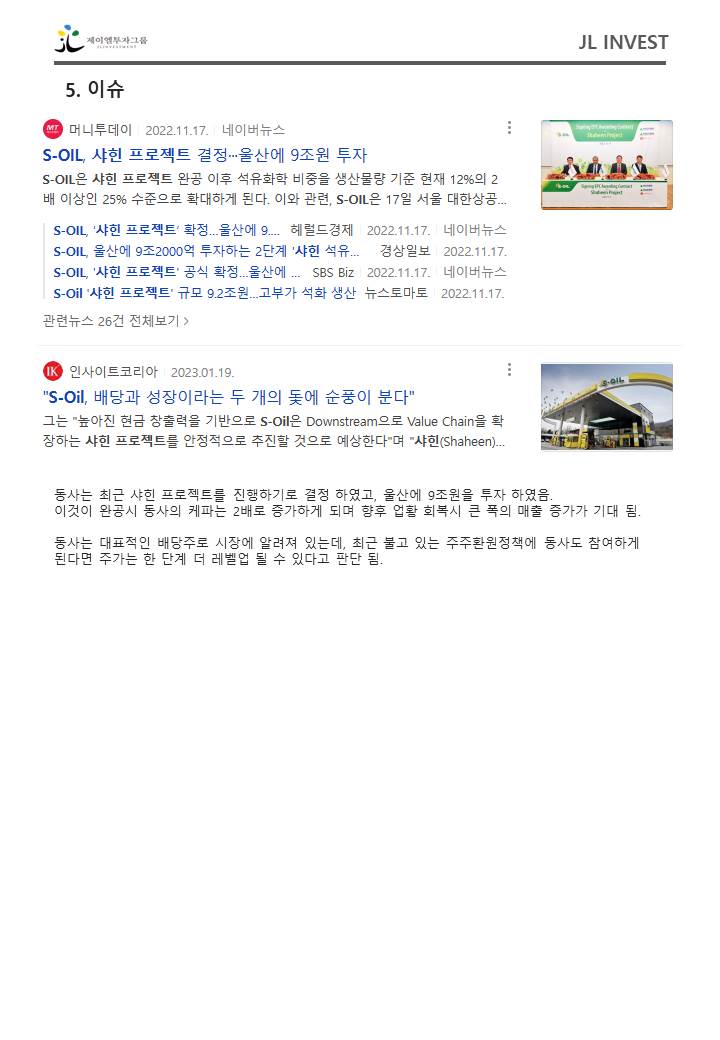 제이엘투자그룹
JLINVESTMENT
JL INVEST
5. 이슈
MT 머니투데이 2022.11.17. 네이버뉴스
S-OIL, 샤힌 프로젝트 결정···울산에 9조원 투자
S-OIL은 샤힌 프로젝트 완공 이후 석유화학 비중을 생산물량 기준 현재 12%의 2
배 이상인 25% 수준으로 확대하게 된다. 이와 관련, S-OIL은 17일 서울 대한상공...
S-OIL, '샤힌 프로젝트' 확정...울산에 9.... 헤럴드경제 2022.11.17. 네이버뉴스
S-OIL, 울산에 9조2000억 투자하는 2단계 '샤힌 석유... 경상일보 2022.11.17.
S-OIL, '샤힌 프로젝트' 공식 확정...울산에 ... SBS Biz 2022.11.17. 네이버뉴스
S-Oil '샤힌 프로젝트' 규모 9.2조원...고부가 석화 생산 뉴스토마토 2022.11.17.
관련뉴스 26건 전체보기 >
Signing EPC Awarding Contract
Shaheen Project
S-OIL
Signing EPC Awarding Contract
Shaheen Project
IK 인사이트코리아 2023.01.19.
"S-Oil, 배당과 성장이라는 두 개의 돛에 순풍이 분다"
그는 "높아진 현금 창출력을 기반으로 S-Oil은 Downstream으로 Value Chain을 확
장하는 샤힌 프로젝트를 안정적으로 추진할 것으로 예상한다"며 "샤힌(Shaheen)...
S-OIL
동사는 최근 샤힌 프로젝트를 진행하기로 결정 하였고, 울산에 9조원을 투자 하였음.
이것이 완공시 동사의 케파는 2배로 증가하게 되며 향후 업황 회복시 큰 폭의 매출 증가가 기대 됨.
동사는 대표적인 배당주로 시장에 알려져 있는데, 최근 불고 있는 주주환원정책에 동사도 참여하게
된다면 주가는 한 단계 더 레벨업 될 수 있다고 판단 됨.